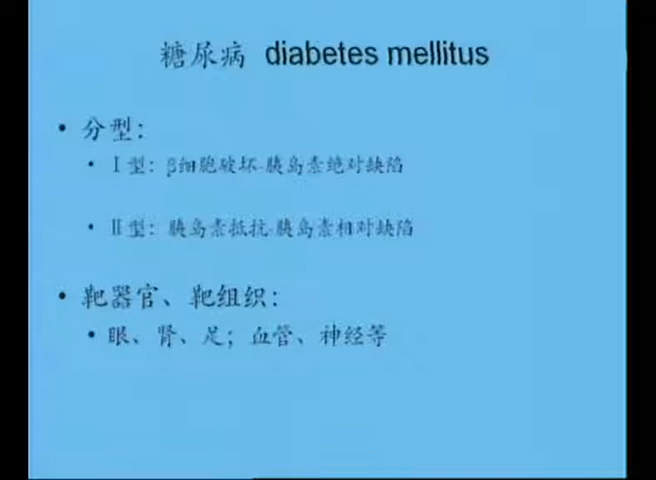 糖尿病 diabetes mellitus
• 分型：
• Ⅰ型：β细胞破坏-胰岛素绝对缺陷
• Ⅱ型：胰岛素抵抗-胰岛素相对缺陷
• 靶器官、靶组织：
• 眼、肾、足；血管、神经等